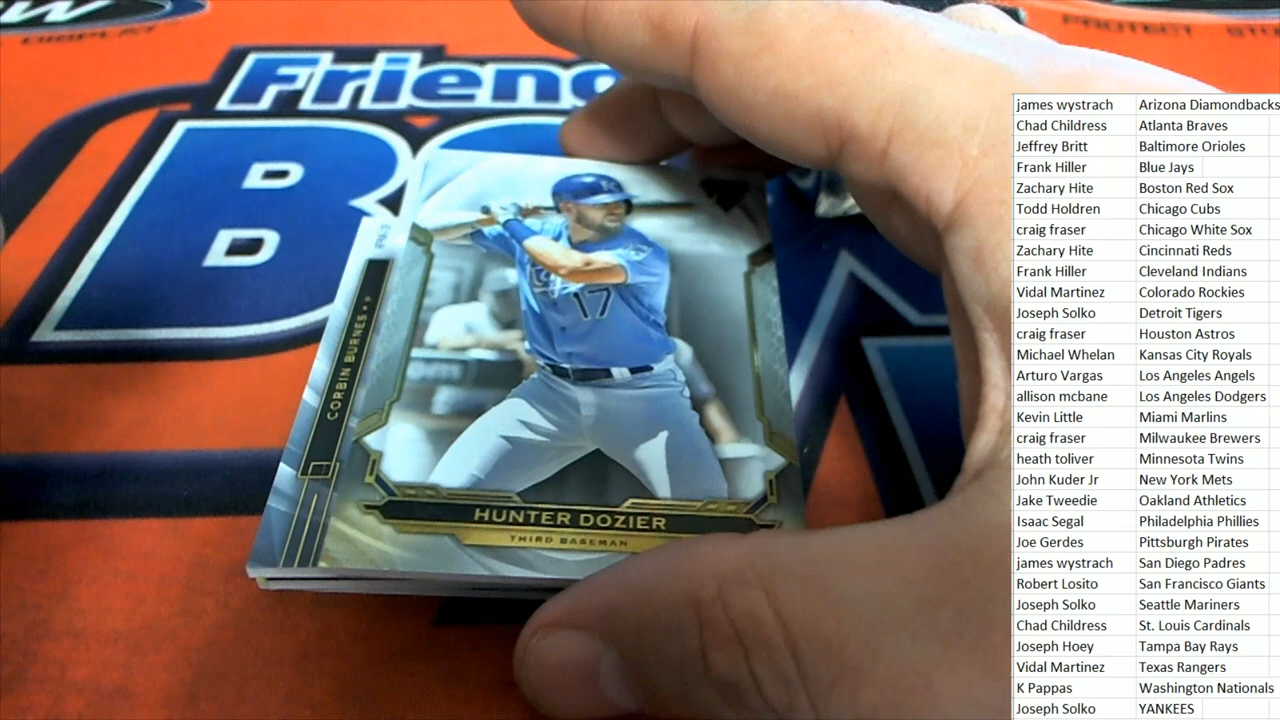 DISPLAY
PROTECT
Frien
B
KC
17
CORBIN BURNES
HUNTER DOZIER
THIRD BASEMAN
james wystrach Arizona Diamondbacks
Chad Childress Atlanta Braves
Jeffrey Britt Baltimore Orioles
Frank Hiller Blue Jays
Zachary Hite Boston Red Sox
Todd Holdren Chicago Cubs
craig fraser Chicago White Sox
Zachary Hite Cincinnati Reds
Frank Hiller Cleveland Indians
Vidal Martinez Colorado Rockies
Joseph Solko Detroit Tigers
craig fraser Houston Astros
Michael Whelan Kansas City Royals
Arturo Vargas Los Angeles Angels
allison mcbane Los Angeles Dodgers
Kevin Little Miami Marlins
craig fraser Milwaukee Brewers
heath toliver Minnesota Twins
John Kuder Jr New York Mets
Jake Tweedie Oakland Athletics
Isaac Segal Philadelphia Phillies
Joe Gerdes Pittsburgh Pirates
james wystrach San Diego Padres
Robert Losito San Francisco Giants
Joseph Solko Seattle Mariners
Chad Childress St. Louis Cardinals
Joseph Hoey Tampa Bay Rays
Vidal Martinez Texas Rangers
K Pappas Washington Nationals
Joseph Solko YANKEES